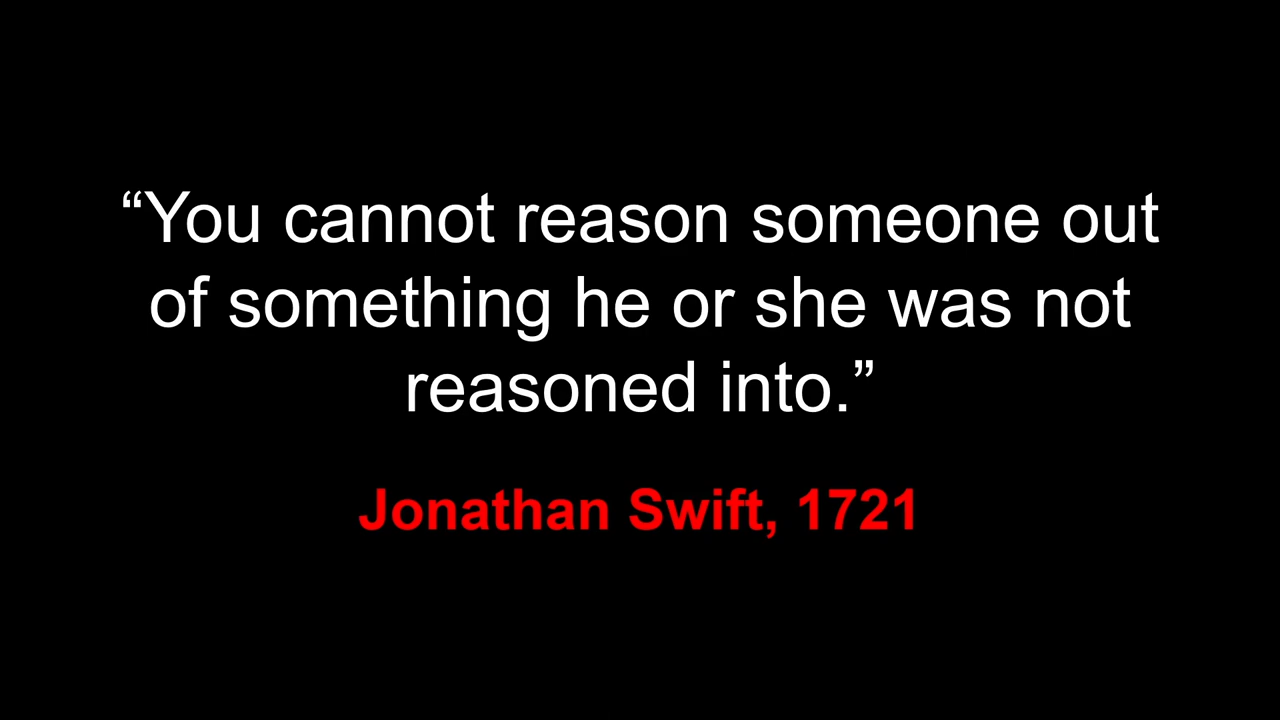 “You cannot reason someone out
of something he or she was not
reasoned into.”
Jonathan Swift, 1721